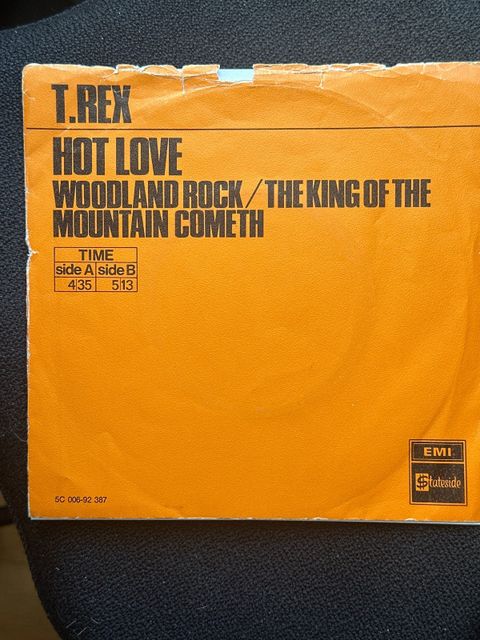 T.REX
HOT LOVE
WOODLAND ROCK/THE KING OF THE
MOUNTAIN COMETH
TIME
side A side B
4 35 5 13
EMI
$tateside
5C 006-92 387